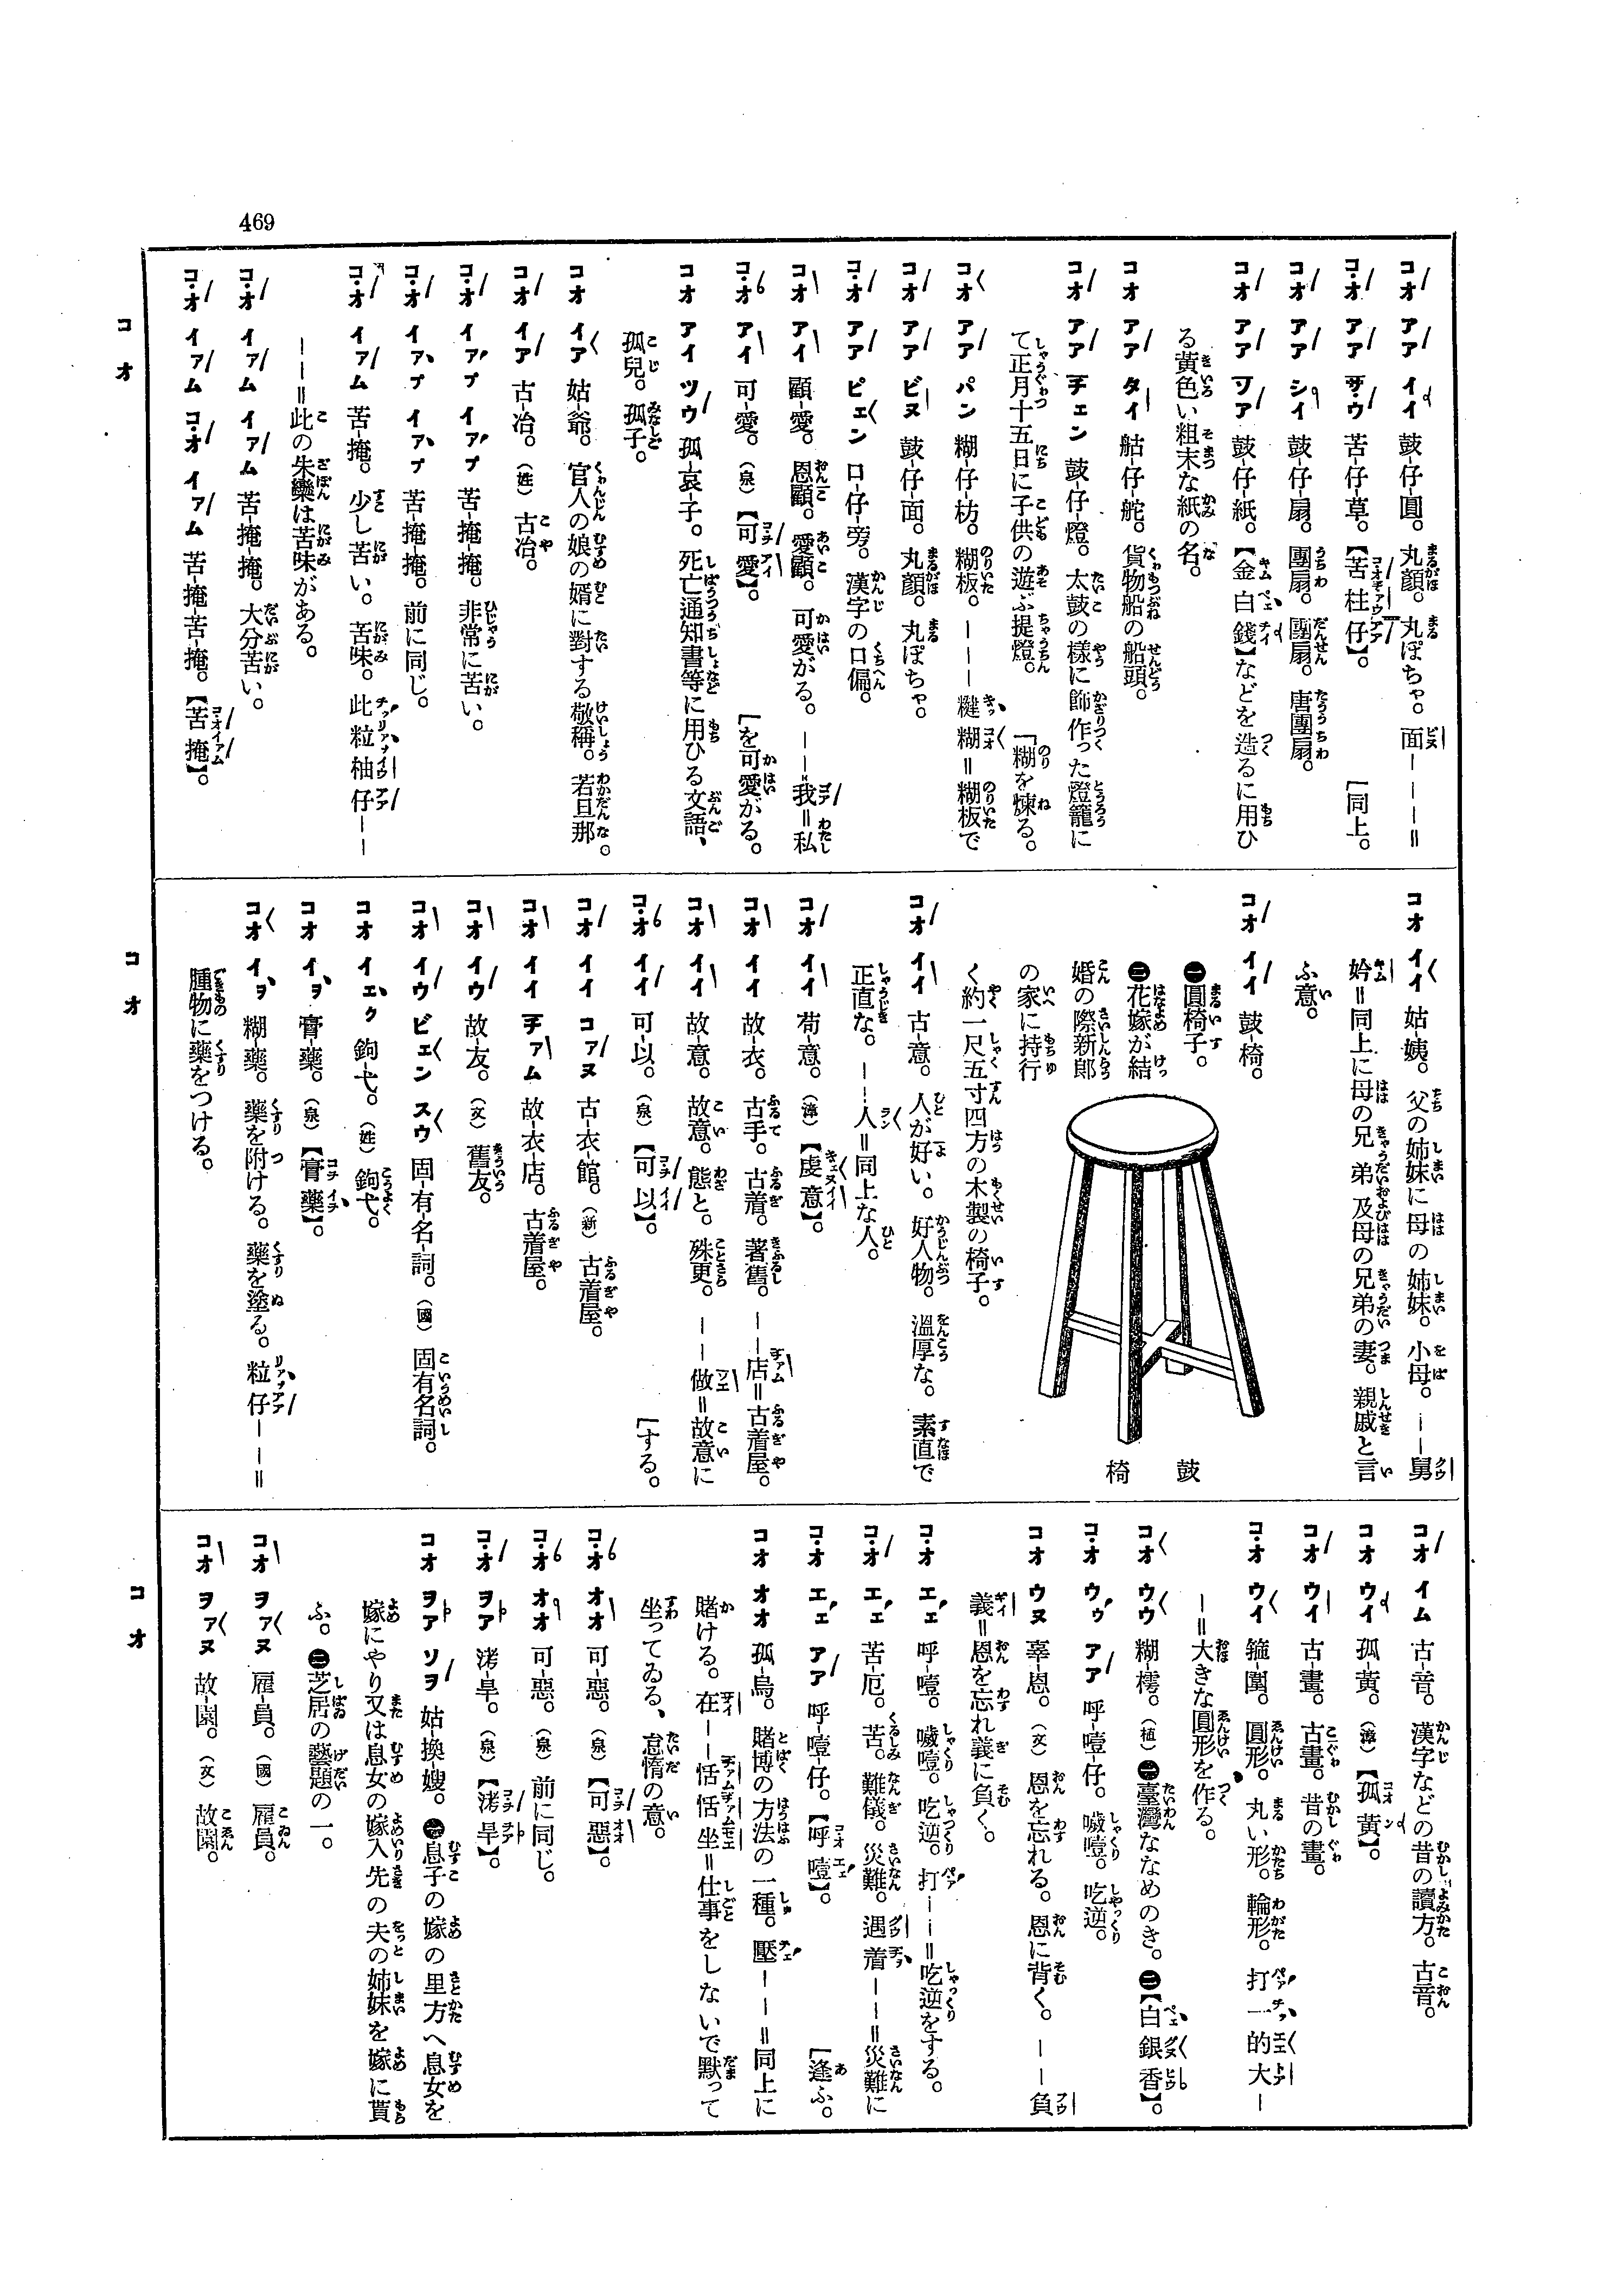 469
コオ アア イイ 鼓-仔-圓。丸顔。丸ぽちゃ。面－－－＝
コオ アア サウ 苦-仔-草。【苦桂仔】。「同上。
コオ アア シイ 鼓-仔-扇。團扇。團扇。唐團扇。
コオ アア ツア 鼓-仔-紙。【金白錢】などを造るに用ひ
る黃色い粗末な紙の名。
コオ アア タイ 𦨭-仔-舵。貨物船の船頭。
コオ アア チェン 鼓-仔-燈。太鼓の樣に飾作った燈籠に
て正月十五日に子供の遊ぶ提燈。「糊を煉る。
コオ アア パン 糊-仔-枋。糊板。－－－糊＝糊板で
コオ アア ビヌ 鼓-仔-面。丸顔。丸ぽちゃ。
コオ アア ピェン 口-仔-旁。漢字の口偏。
コオ アイ 顧-愛。恩顧。愛顧。可愛がる。－－我＝私
コオ アイ 可-愛。（泉）【可愛】。「を可愛がる。
コオ アイ ツウ 孤-哀-子。死亡通知書等に用ひる文語、
孤兒。孤子。
コオ イア 姑-爺。官人の娘の婿に對する敬稱。若旦那。
コオ イア 古-冶。（姓）古冶。
コオ イアプ イアプ 苦-掩-掩。非常に苦い。
コオ イアプ イアプ 苦-掩-掩。前に同じ。
コオ イアム 苦-掩。少し苦い。苦味。此粒柚仔－－
－－＝此の朱欒は苦味がある。
コオ イアム イアム 苦-掩-掩。大分苦い。
コオ イアム コオ イアム 苦-掩-苦-掩。【苦掩】。
コオ
コオ イイ 姑-姨。父の姉妹に母の姉妹。小母。－－舅
妗＝同上に母の兄弟及母の兄弟の妻。親戚と言
ふ意。
コオ イイ 鼓-椅。
㊀圓椅子。
㊁花嫁が結
婚の際新郎
の家に持行
く約一尺五寸四方の木製の椅子。
鼓椅
コオ イイ 古-意。人が好い。好人物。溫厚な。素直で
正直な。－－人＝同上な人。
コオ イイ 苟-意。（漳）【虔意】。
コオ イイ 故-衣。古手。古着。著舊。－－店＝古着屋。
コオ イイ 故-意。故意。態と。殊更。－－做＝故意に
コオ イイ 可-以。（泉）【可以】。「する。
コオ イイ コァヌ 古-衣-館。（新）古着屋。
コオ イイ チァム 故-衣-店。古着屋。
コオ イウ 故-友。（文）舊友。
コオ イウ ビェン スウ 固-有-名-詞。（國）固有名詞。
コオ イェク 鉤-弋。（姓）鉤弋。
コオ イヲ 膏-藥。（泉）【膏藥】。
コオ イヲ 糊-藥。藥を附ける。藥を塗る。粒仔－－＝
腫物に藥をつける。
コオ
コオ イム 古-音。漢字などの昔の讀方。古音。
コオ ウイ 孤-黃。（漳）【孤黃】。
コオ ウイ 古-畫。古畫。昔の畫。
コオ ウイ 箍-圍。圓形。丸い形。輪形。打一的大－
－＝大きな圓形を作る。
コオ ウウ 糊-樗。（植）㊀臺灣ななめのき。㊁【白銀香】。
コオ ウゥ アア 呼-噎-仔。噦噎。吃逆。
コオ ウヌ 辜-恩。（文）恩を忘れる。恩に背く。－－負
義＝恩を忘れ義に負く。
コオ エェ 呼-噎。噦噎。吃逆。打－－＝吃逆をする。
コオ エェ 苦-厄。苦。難儀。災難。遇着－－＝災難に
コオ エェ アア 呼-噎-仔。【呼噎】。「逢ふ。
コオ オオ 孤-烏。賭博の方法の一種。壓－－＝同上に
賭ける。在－－恬恬坐＝仕事をしないで默って
坐ってゐる、怠惰の意。
コオ オオ 可-惡。（泉）【可惡】。
コオ オオ 可-惡。（泉）前に同じ。
コオ ヲア 洘-旱。（泉）【洘旱】。
コオ ヲア ソヲ 姑-換-嫂。㊀息子の嫁の里方へ息女を
嫁にやり又は息女の嫁入先の夫の姉妹を嫁に貰
ふ。㊁芝居の藝題の一。
コオ ヲァヌ 雇-員。（國）雇員。
コオ ヲァヌ 故-園。（文）故園。
コオ